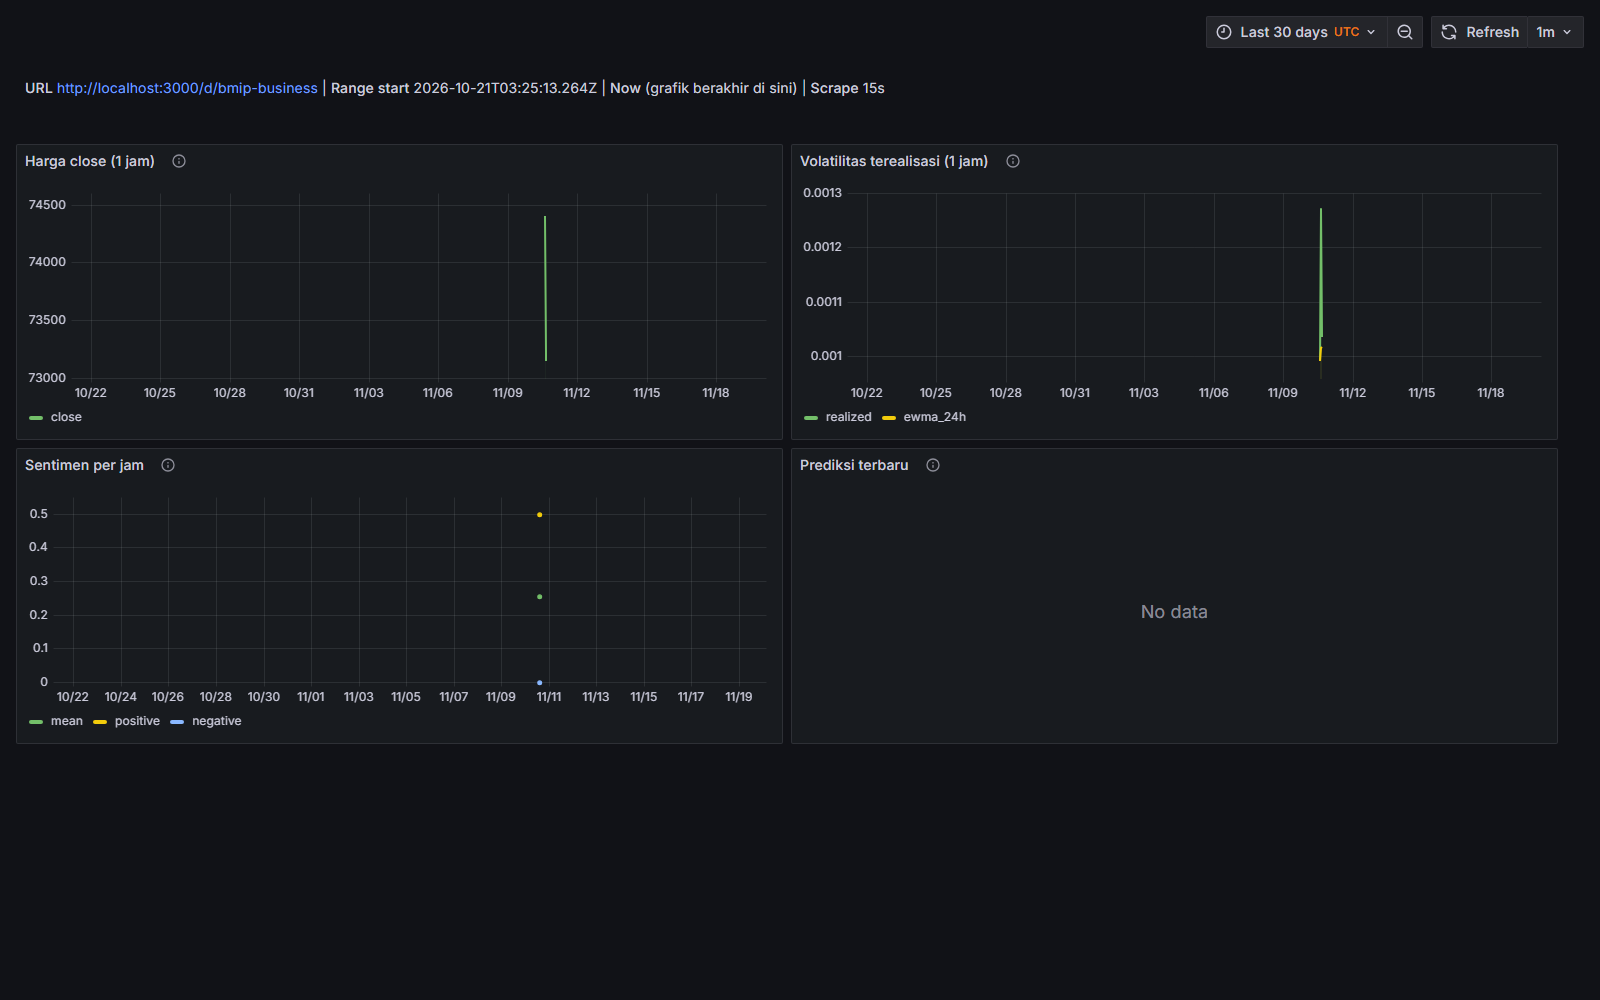 Last 30 days UTC
Refresh 1m
URL http://localhost:3000/d/bmip-business | Range start 2026-10-21T03:25:13.264Z | Now (grafik berakhir di sini) | Scrape 15s
Harga close (1 jam)
74500
74000
73500
73000
10/22 10/25 10/28 10/31 11/03 11/06 11/09 11/12 11/15 11/18
close
Volatilitas terealisasi (1 jam)
0.0013
0.0012
0.0011
0.001
10/22 10/25 10/28 10/31 11/03 11/06 11/09 11/12 11/15 11/18
realized ewma_24h
Sentimen per jam
0.5
0.4
0.3
0.2
0.1
0
10/22 10/24 10/26 10/28 10/30 11/01 11/03 11/05 11/07 11/09 11/11 11/13 11/15 11/17 11/19
mean positive negative
Prediksi terbaru
No data